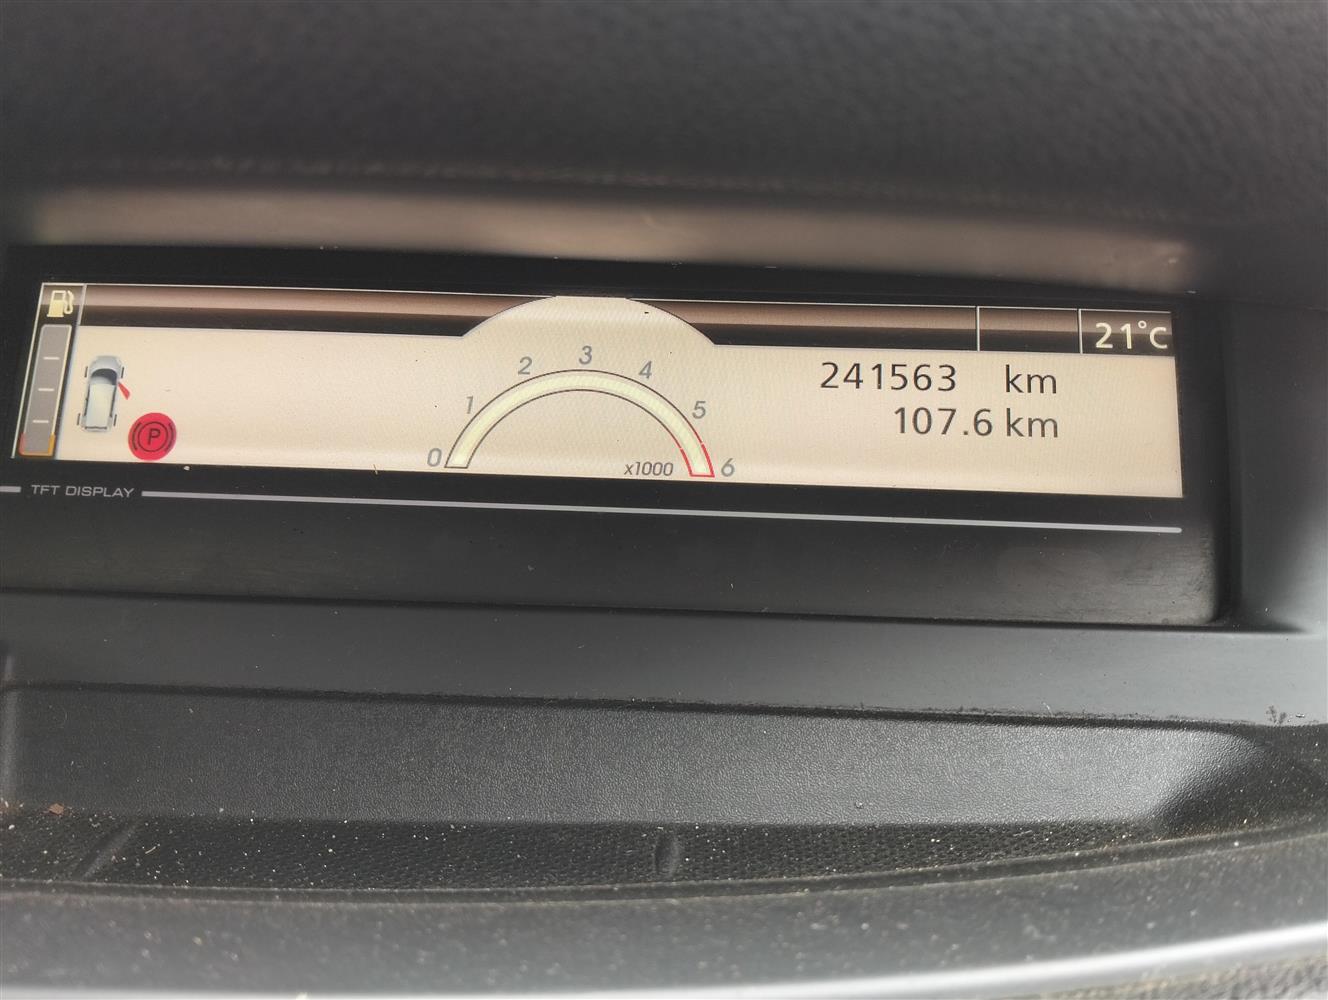 21°C
241563 km
107.6 km
0 1 2 3 4 5 6
x1000
P
TFT DISPLAY